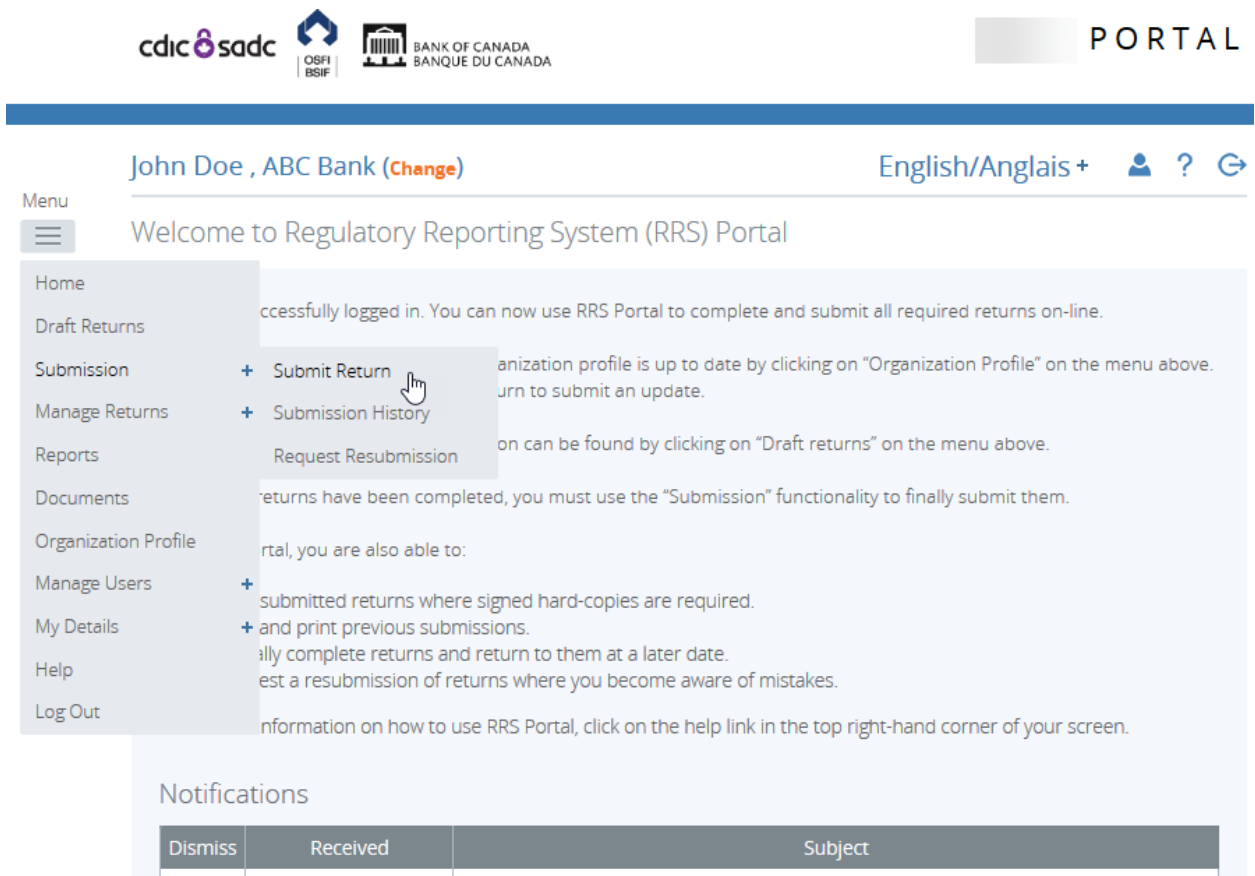 cdic sadc
OSFI
BSIF
BANK OF CANADA
BANQUE DU CANADA
PORTAL
John Doe , ABC Bank (Change)
English/Anglais +
?
Menu
Welcome to Regulatory Reporting System (RRS) Portal
Home
Draft Returns
Submission +
Manage Returns +
Reports
Documents
Organization Profile
Manage Users +
My Details +
Help
Log Out
Submit Return
Submission History
Request Resubmission
ccessfully logged in. You can now use RRS Portal to complete and submit all required returns on-line.
anization profile is up to date by clicking on “Organization Profile” on the menu above.
urn to submit an update.
on can be found by clicking on “Draft returns” on the menu above.
returns have been completed, you must use the “Submission” functionality to finally submit them.
rtal, you are also able to:
submitted returns where signed hard-copies are required.
and print previous submissions.
ally complete returns and return to them at a later date.
est a resubmission of returns where you become aware of mistakes.
nformation on how to use RRS Portal, click on the help link in the top right-hand corner of your screen.
Notifications
Dismiss Received Subject